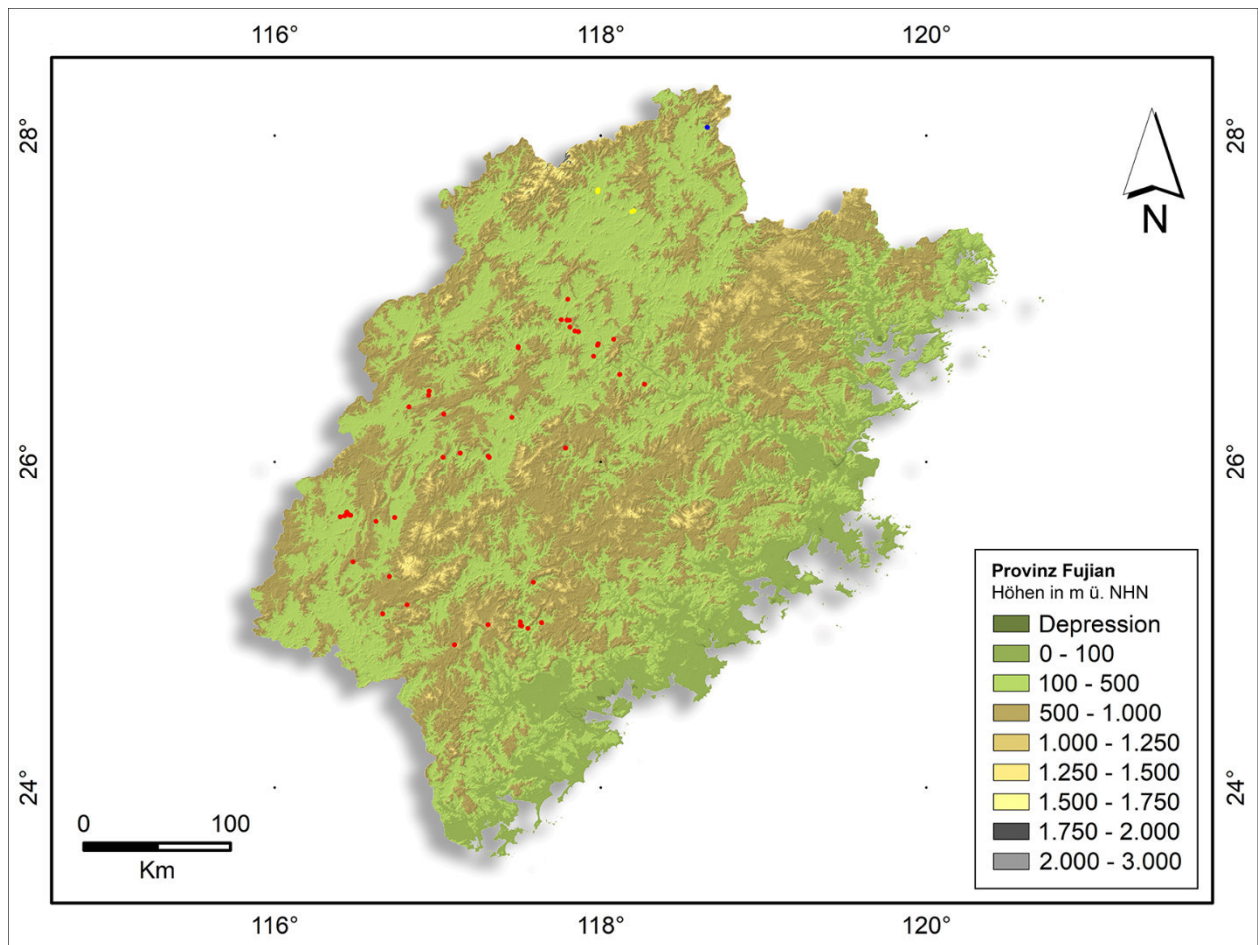 116° 118° 120°
28° 28°
N
26° 26°
Provinz Fujian
Höhen in m ü. NHN
Depression
0 - 100
100 - 500
500 - 1.000
1.000 - 1.250
1.250 - 1.500
1.500 - 1.750
1.750 - 2.000
2.000 - 3.000
24° 24°
0 100
Km
116° 118° 120°